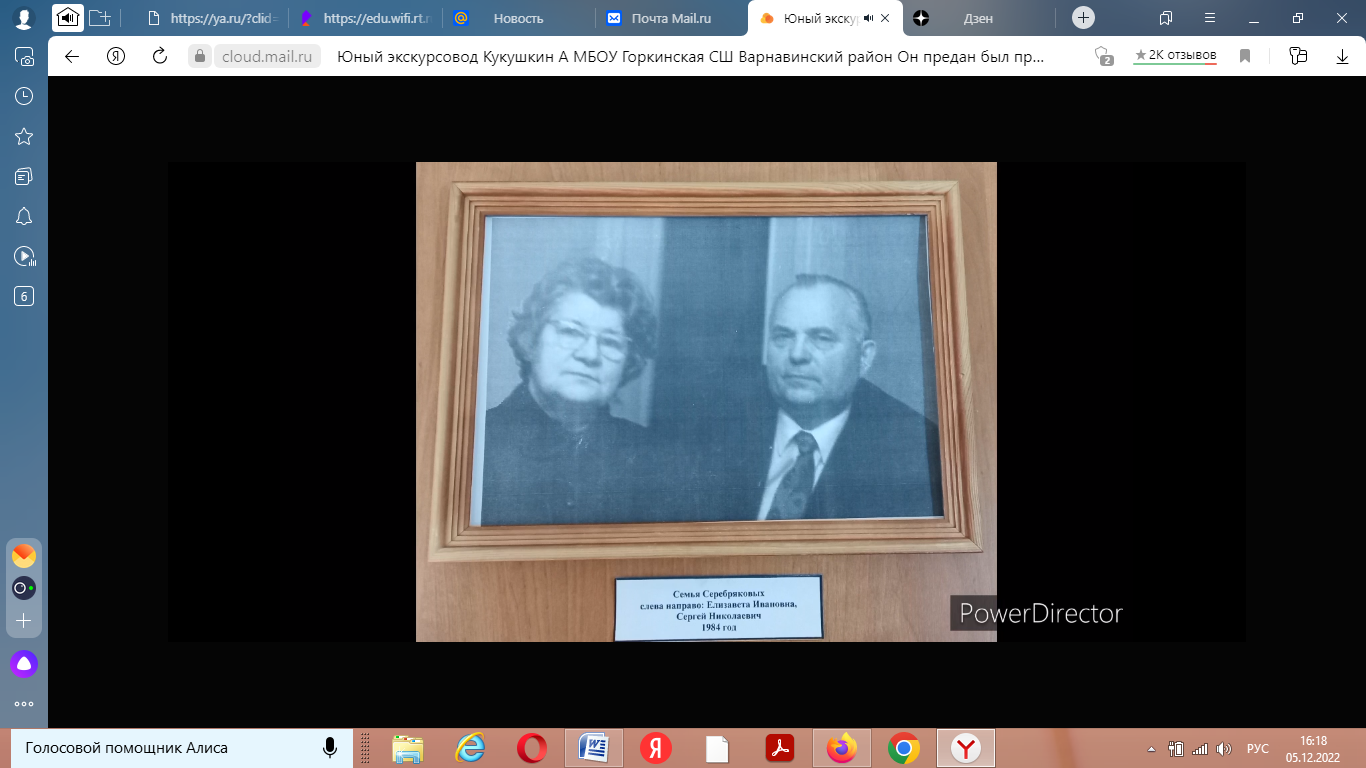 https://ya.ru/?clid=
https://edu.wifi.rt.r
Новость
Почта Mail.ru
Юный экску
Дзен
cloud.mail.ru
Юный экскурсовод Кукушкин А МБОУ Горкинская СШ Варнавинский район Он предан был пр...
2
2К отзывов
6
Семья Серебряковых
слева направо: Елизавета Ивановна,
Сергей Николаевич
1984 год
PowerDirector
Голосовой помощник Алиса
РУС
16:18
05.12.2022